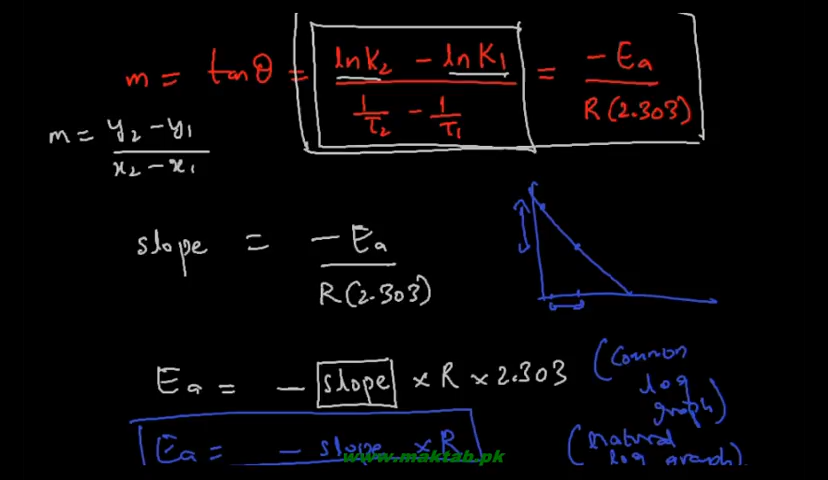 m = tanθ = (lnK₂ − lnK₁) / (1/T₂ − 1/T₁) = −Ea / R(2.303)
m = (y₂ − y₁) / (x₂ − x₁)
slope = −Ea / R(2.303)
Ea = − slope × R × 2.303 (Common
log
graph)
Ea = − slope × R (natural
log graph)
www.maktab.pk